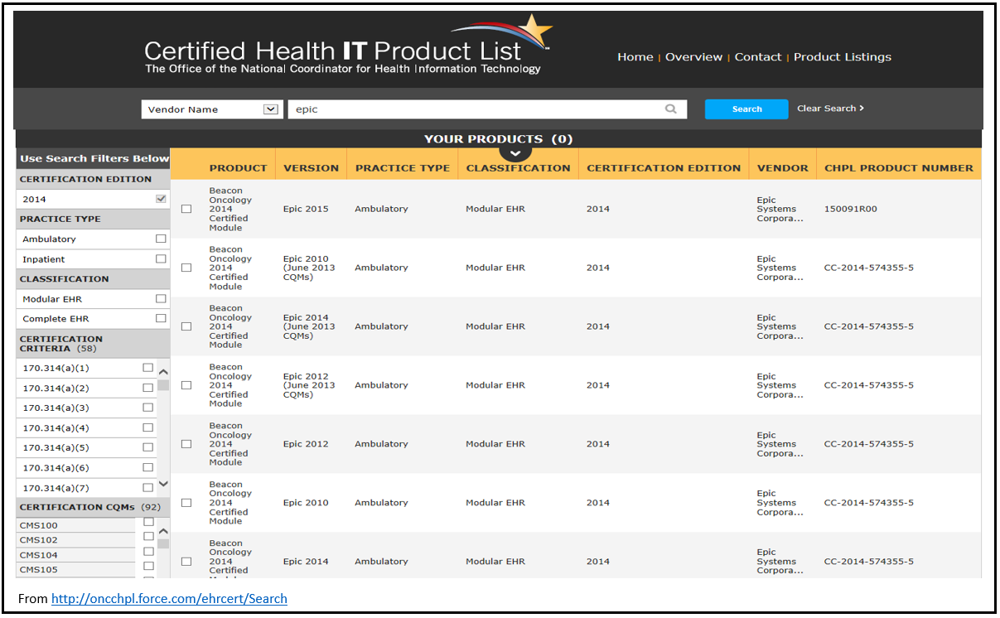 Certified Health IT Product List
The Office of the National Coordinator for Health Information Technology
Home | Overview | Contact | Product Listings
Vendor Name
epic
Search
Clear Search
YOUR PRODUCTS (0)
Use Search Filters Below
CERTIFICATION EDITION
2014
PRACTICE TYPE
Ambulatory
Inpatient
CLASSIFICATION
Modular EHR
Complete EHR
CERTIFICATION
CRITERIA (58)
170.314(a)(1)
170.314(a)(2)
170.314(a)(3)
170.314(a)(4)
170.314(a)(5)
170.314(a)(6)
170.314(a)(7)
CERTIFICATION CQMs (92)
CMS100
CMS102
CMS104
CMS105
PRODUCT VERSION PRACTICE TYPE CLASSIFICATION CERTIFICATION EDITION VENDOR CHPL PRODUCT NUMBER
Beacon
Oncology
2014
Certified
Module
Epic 2015
Ambulatory
Modular EHR
2014
Epic
Systems
Corpora...
150091R00
Beacon
Oncology
2014
Certified
Module
Epic 2010
(June 2013
CQMs)
Ambulatory
Modular EHR
2014
Epic
Systems
Corpora...
CC-2014-574355-5
Beacon
Oncology
2014
Certified
Module
Epic 2014
(June 2013
CQMs)
Ambulatory
Modular EHR
2014
Epic
Systems
Corpora...
CC-2014-574355-5
Beacon
Oncology
2014
Certified
Module
Epic 2012
(June 2013
CQMs)
Ambulatory
Modular EHR
2014
Epic
Systems
Corpora...
CC-2014-574355-5
Beacon
Oncology
2014
Certified
Module
Epic 2012
Ambulatory
Modular EHR
2014
Epic
Systems
Corpora...
CC-2014-574355-5
Beacon
Oncology
2014
Certified
Module
Epic 2010
Ambulatory
Modular EHR
2014
Epic
Systems
Corpora...
CC-2014-574355-5
Beacon
Oncology
2014
Certified
Epic 2014
Ambulatory
Modular EHR
2014
Epic
Systems
Corpora...
CC-2014-574355-5
From http://oncchpl.force.com/ehrcert/Search